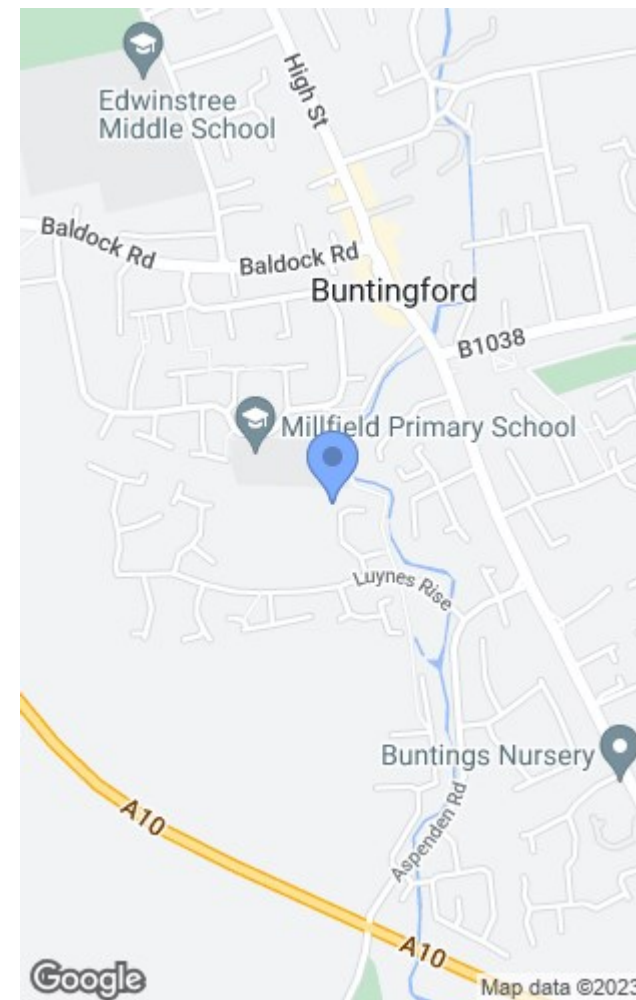 Edwinstree
Middle School
High St
Baldock Rd
Baldock Rd
Buntingford
B1038
Millfield Primary School
Luynes Rise
Buntings Nursery
A10
Aspenden Rd
A10
Google
Map data ©2023